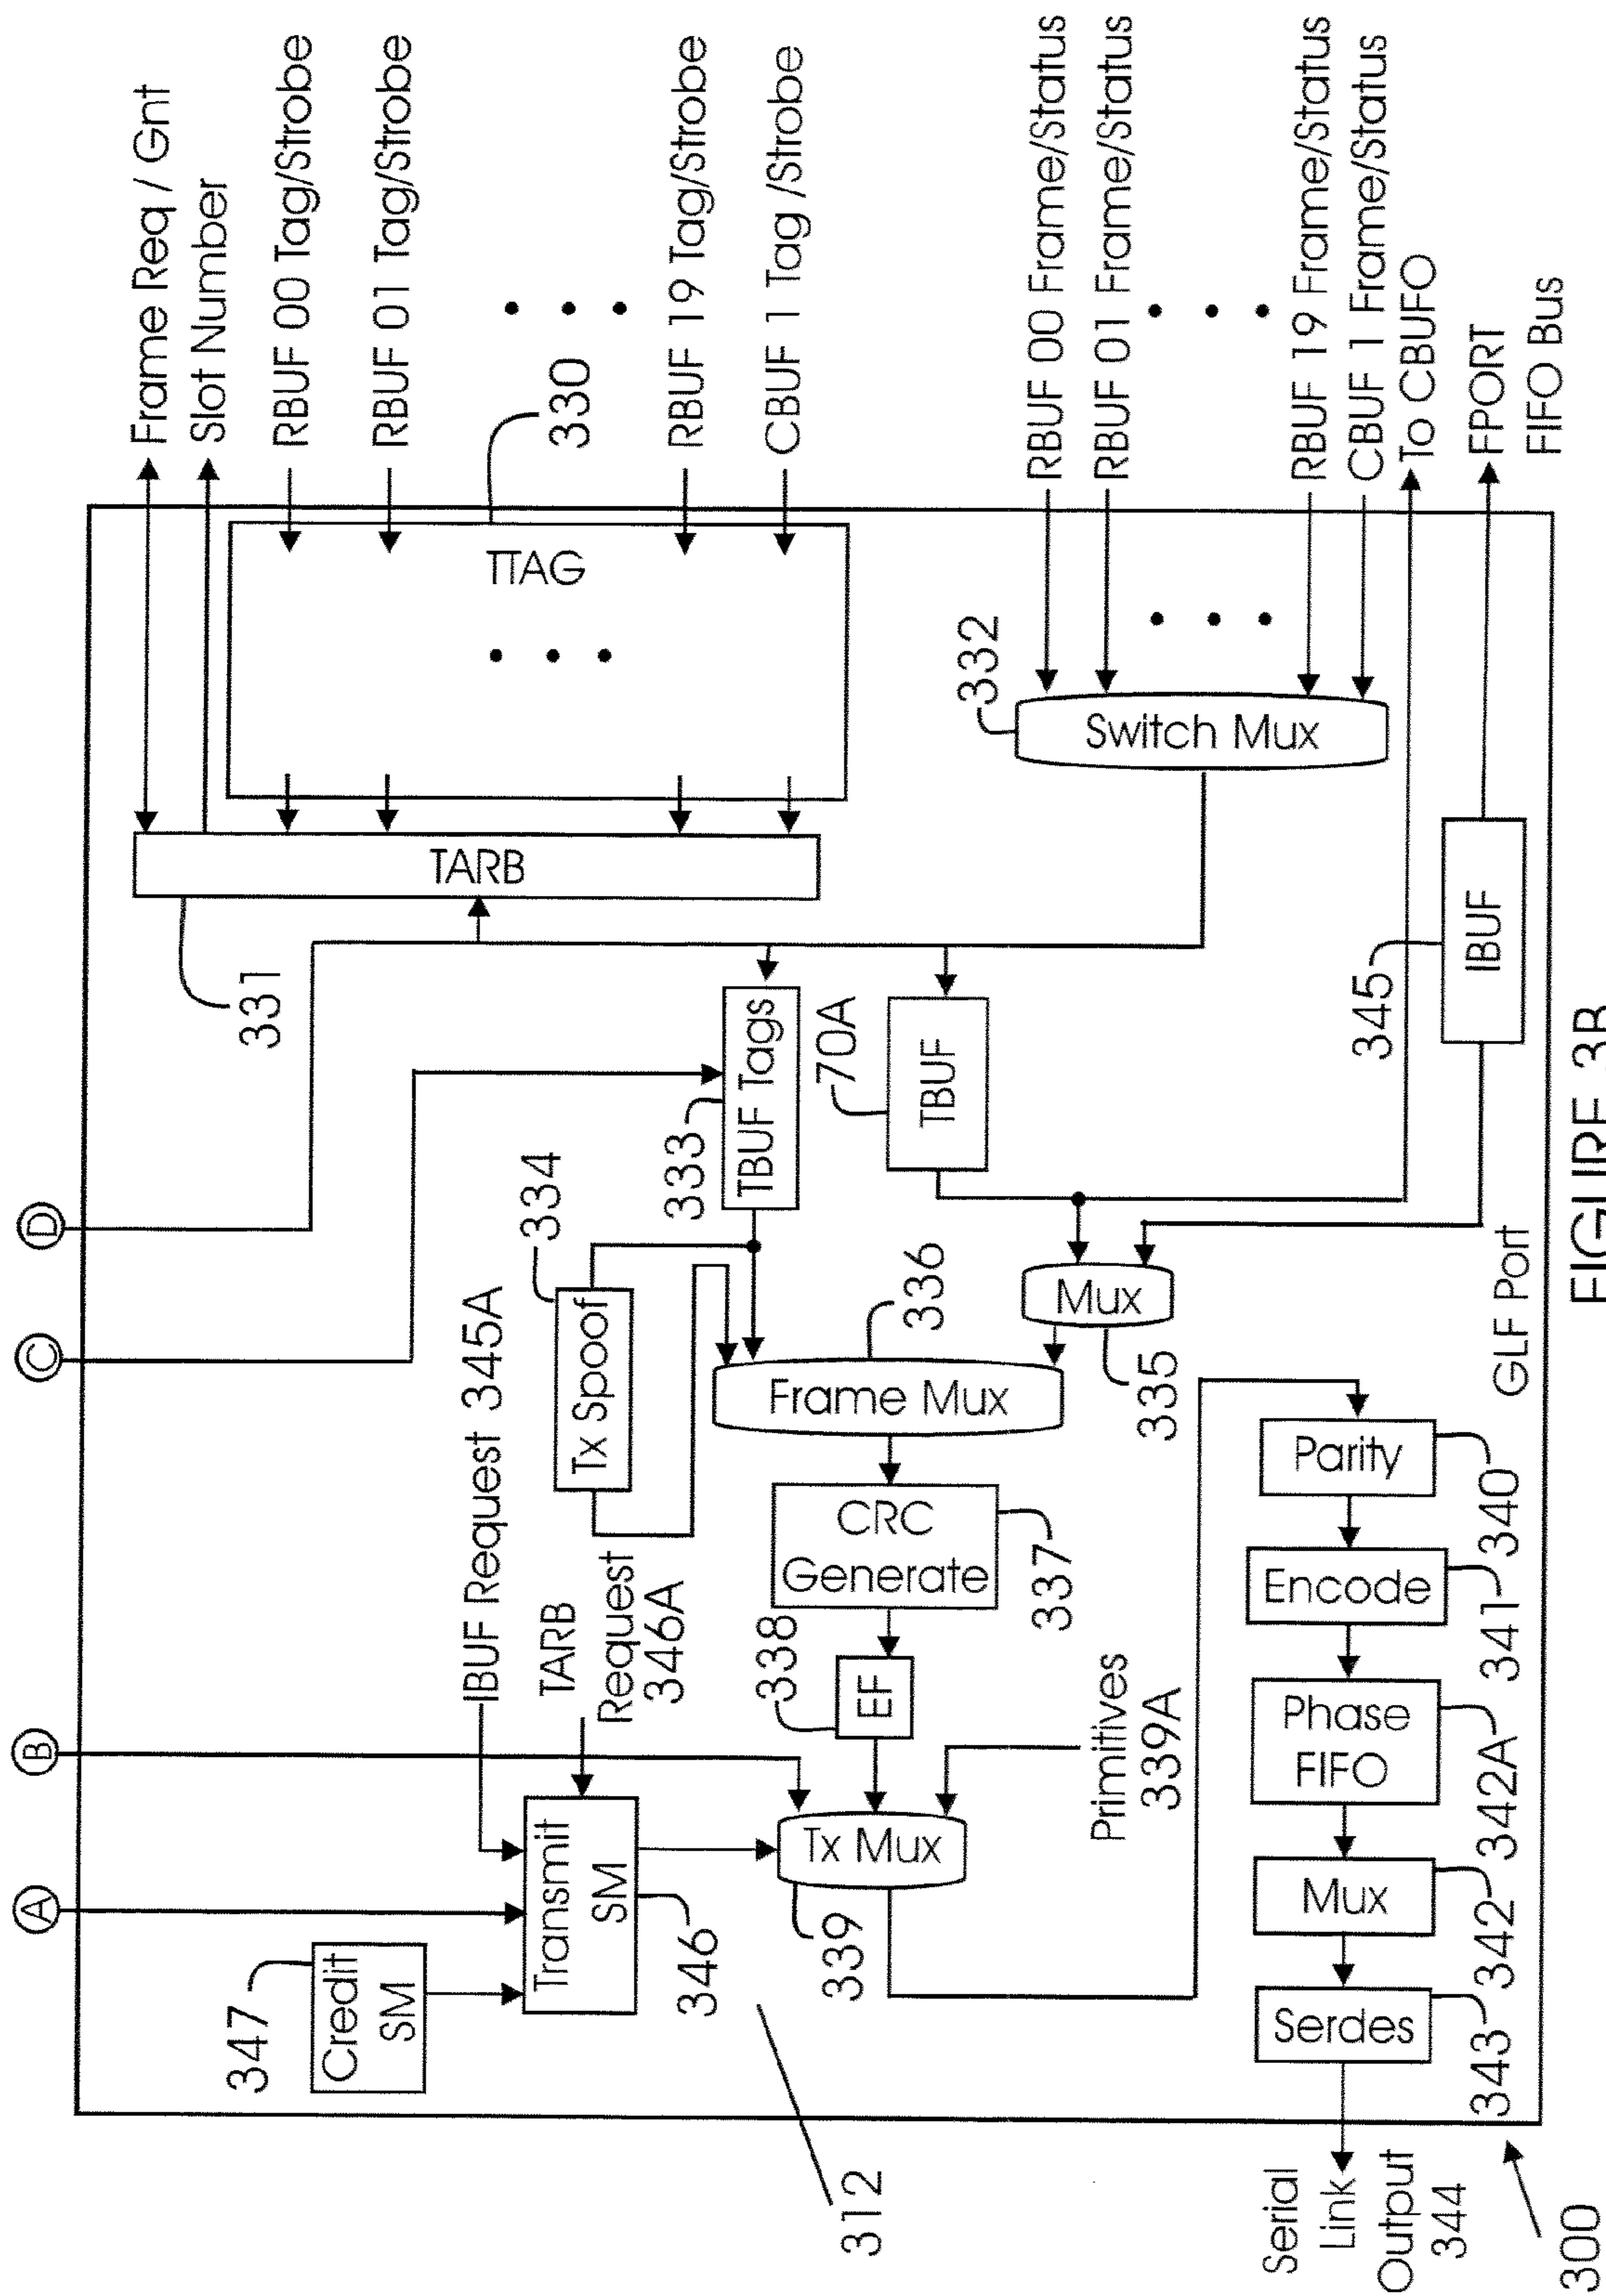 A
B
C
D
347
Credit
SM
IBUF Request 345A
TARB
Request
346A
Transmit
SM
346
312
Tx Mux
339
Primitives
339A
EF
338
CRC
Generate
337
Tx Spoof
334
Frame Mux
336
Mux
335
TBUF Tags
333
TBUF
70A
331
TARB
TTAG
330
Frame Req / Gnt
Slot Number
RBUF 00 Tag/Strobe
RBUF 01 Tag/Strobe
RBUF 19 Tag/Strobe
CBUF 1 Tag /Strobe
332
Switch Mux
RBUF 00 Frame/Status
RBUF 01 Frame/Status
RBUF 19 Frame/Status
CBUF 1 Frame/Status
To CBUFO
FPORT
FIFO Bus
345
IBUF
GLF Port
Parity
340
Encode
341
Phase
FIFO
342A
Mux
342
Serdes
343
Serial
Link
Output
344
300
FIGURE 3B